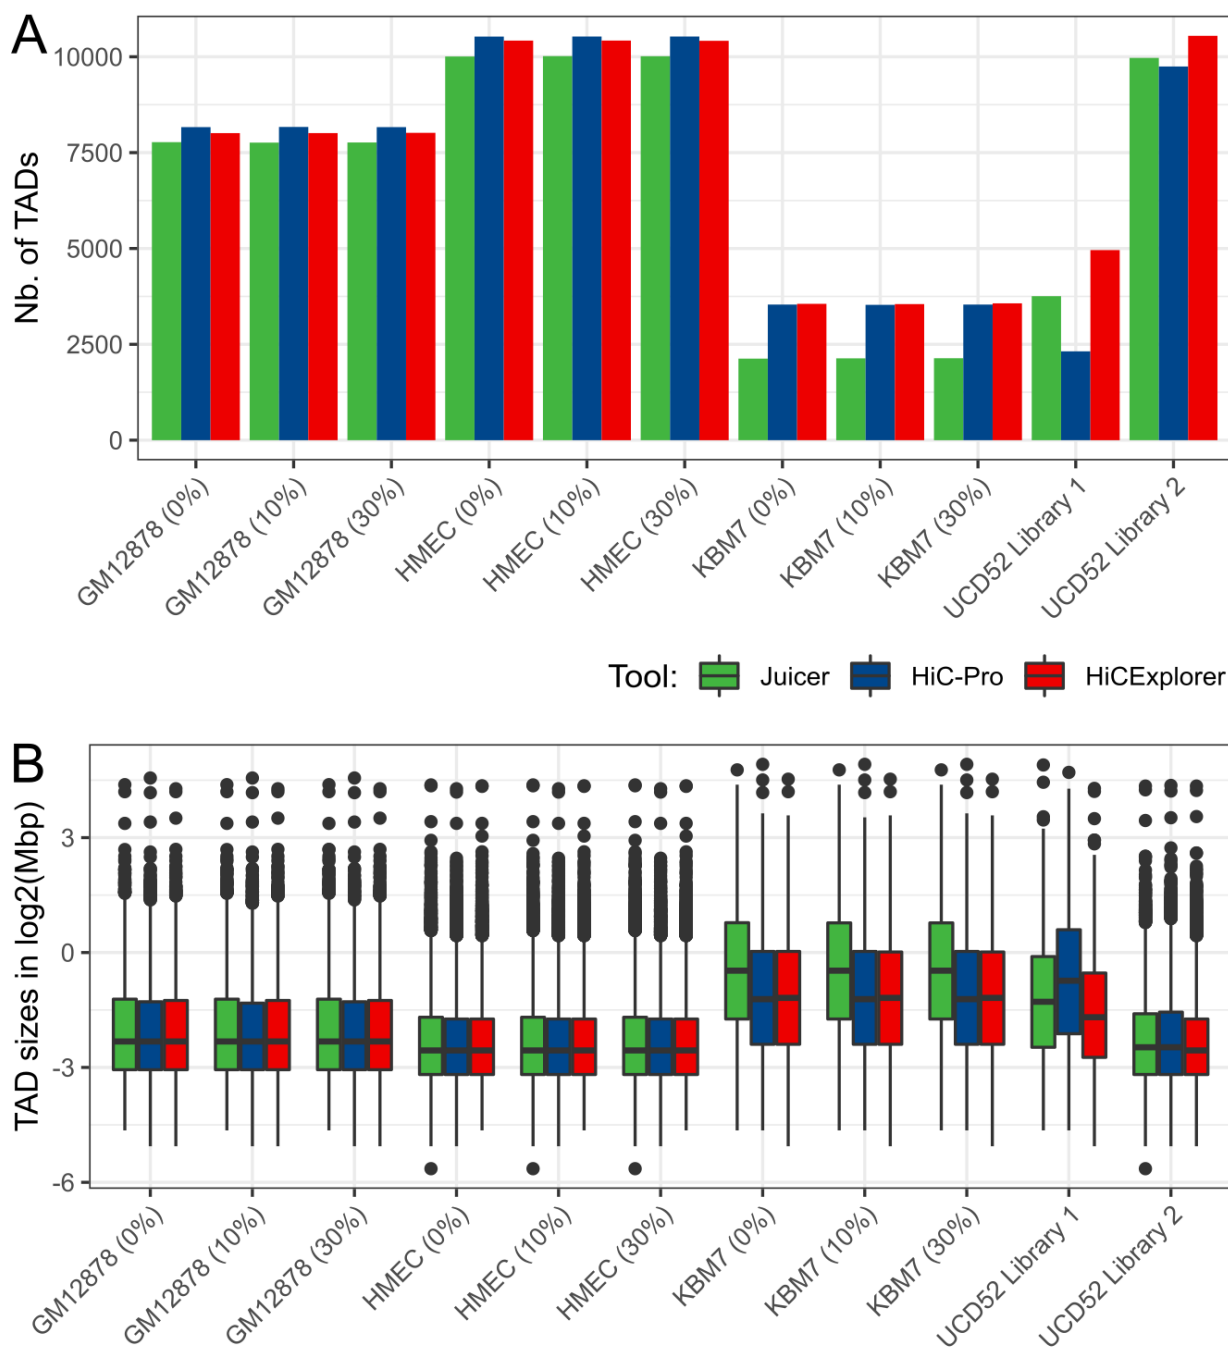 A
Nb. of TADs
10000
7500
5000
2500
0
GM12878 (0%)
GM12878 (10%)
GM12878 (30%)
HMEC (0%)
HMEC (10%)
HMEC (30%)
KBM7 (0%)
KBM7 (10%)
KBM7 (30%)
UCD52 Library 1
UCD52 Library 2
Tool: Juicer HiC-Pro HiCExplorer
B
TAD sizes in log2(Mbp)
3
0
-3
-6
GM12878 (0%)
GM12878 (10%)
GM12878 (30%)
HMEC (0%)
HMEC (10%)
HMEC (30%)
KBM7 (0%)
KBM7 (10%)
KBM7 (30%)
UCD52 Library 1
UCD52 Library 2